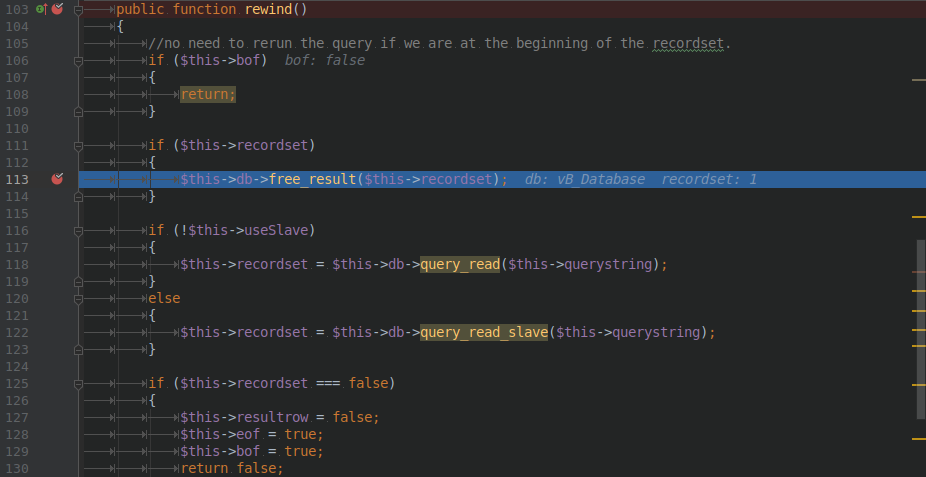 103 public function rewind()
104 {
105 //no need to rerun the query if we are at the beginning of the recordset.
106 if ($this->bof) bof: false
107 {
108 return;
109 }
110
111 if ($this->recordset)
112 {
113 $this->db->free_result($this->recordset); db: vB_Database recordset: 1
114 }
115
116 if (!$this->useSlave)
117 {
118 $this->recordset = $this->db->query_read($this->querystring);
119 }
120 else
121 {
122 $this->recordset = $this->db->query_read_slave($this->querystring);
123 }
124
125 if ($this->recordset === false)
126 {
127 $this->resultrow = false;
128 $this->eof = true;
129 $this->bof = true;
130 return false;